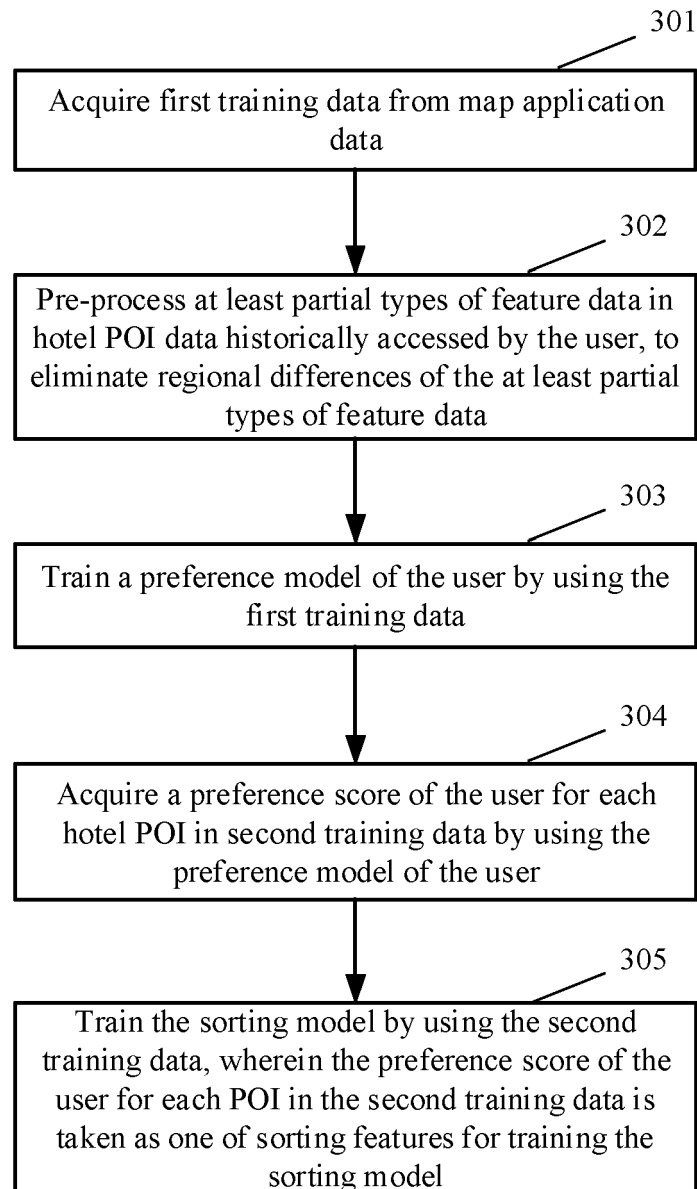 301
Acquire first training data from map application
data
302
Pre-process at least partial types of feature data in
hotel POI data historically accessed by the user, to
eliminate regional differences of the at least partial
types of feature data
303
Train a preference model of the user by using the
first training data
304
Acquire a preference score of the user for each
hotel POI in second training data by using the
preference model of the user
305
Train the sorting model by using the second
training data, wherein the preference score of the
user for each POI in the second training data is
taken as one of sorting features for training the
sorting model